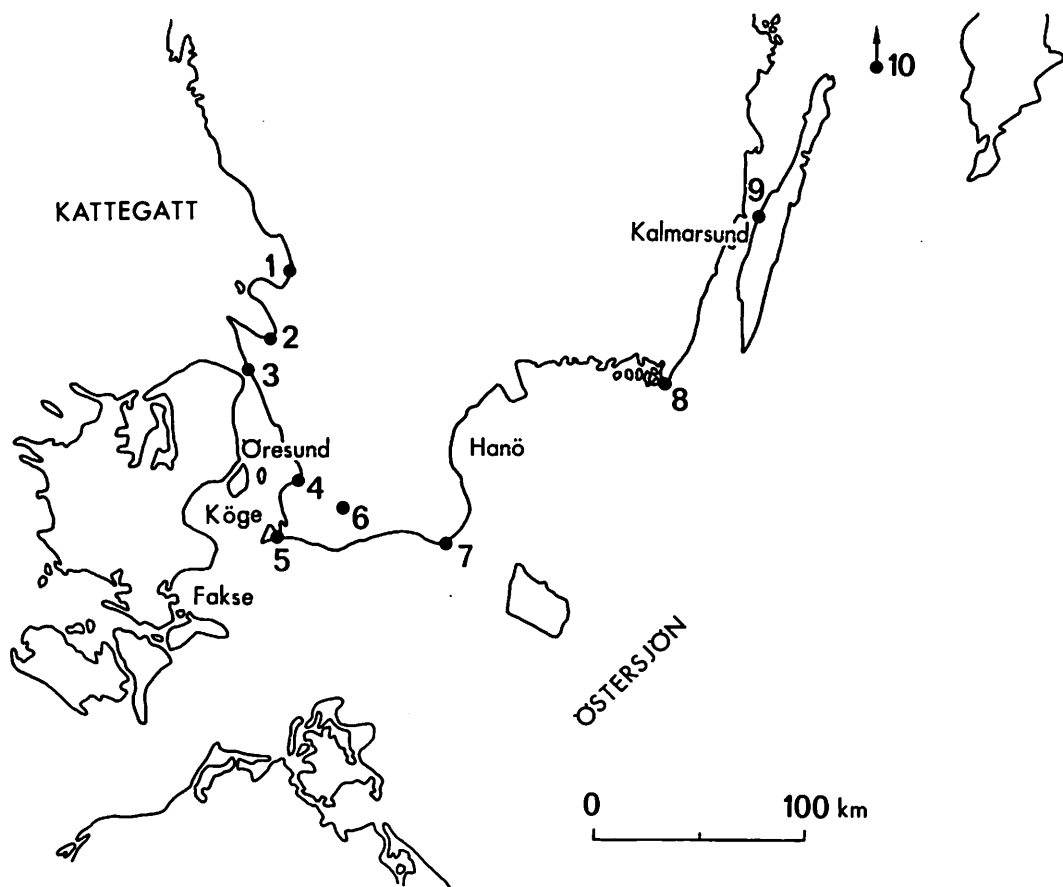 10
KATTEGATT
9
Kalmarsund
1
2
3
8
Öresund
Hanö
4
6
Köge
5
7
Fakse
ÖSTERSJÖN
0 100 km